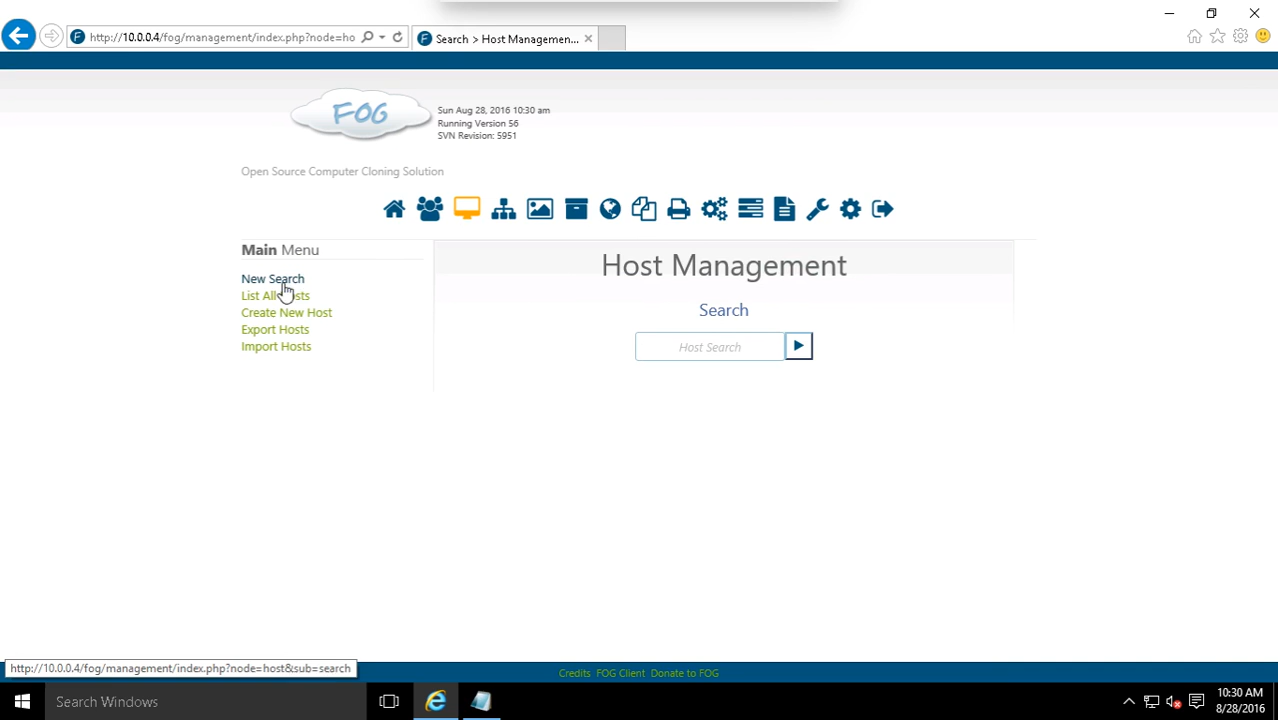 http://10.0.0.4/fog/management/index.php?node=ho
Search > Host Managemen...
FOG
Sun Aug 28, 2016 10:30 am
Running Version 56
SVN Revision: 5951
Open Source Computer Cloning Solution
Main Menu
New Search
List All Hosts
Create New Host
Export Hosts
Import Hosts
Host Management
Search
Host Search
http://10.0.0.4/fog/management/index.php?node=host&sub=search
Credits FOG Client Donate to FOG
Search Windows
10:30 AM
8/28/2016